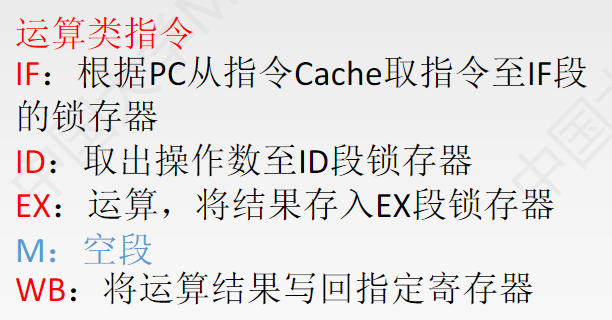 运算类指令
IF：根据PC从指令Cache取指令至IF段
的锁存器
ID：取出操作数至ID段锁存器
EX：运算，将结果存入EX段锁存器
M：空段
WB：将运算结果写回指定寄存器